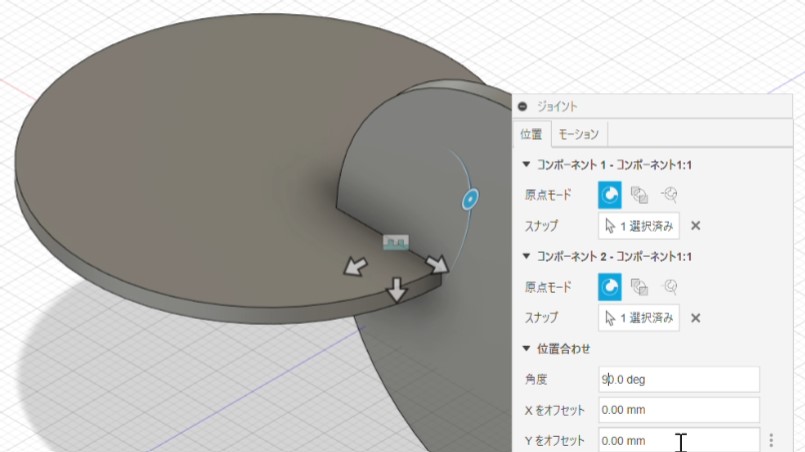 ジョイント
位置 モーション
コンポーネント 1 - コンポーネント1:1
原点モード
スナップ 1 選択済み
コンポーネント 2 - コンポーネント1:1
原点モード
スナップ 1 選択済み
位置合わせ
角度 90.0 deg
X をオフセット 0.00 mm
Y をオフセット 0.00 mm